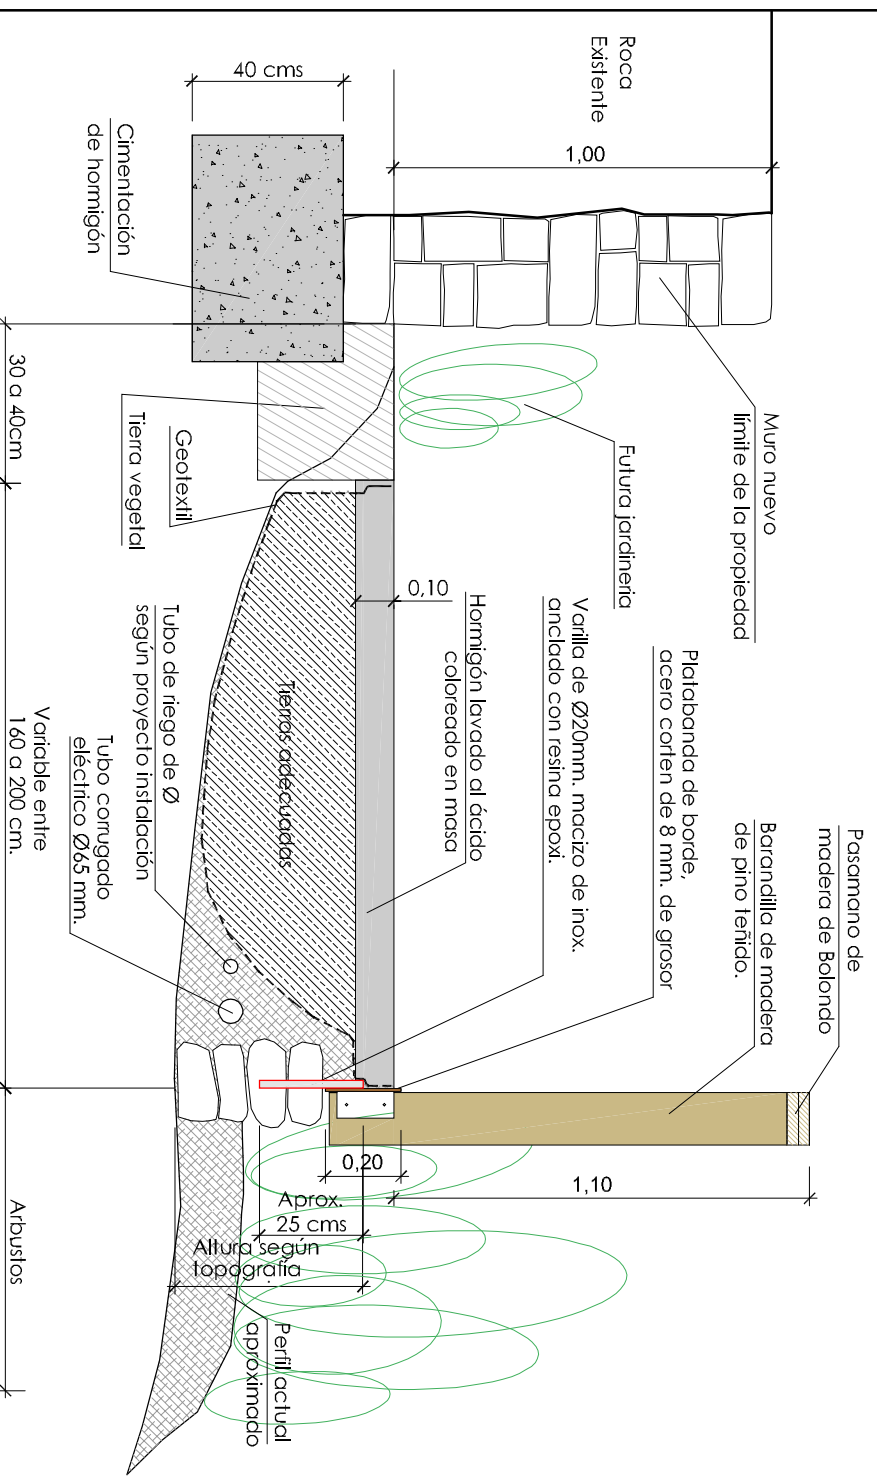 Roca
Existente
1,00
40 cms
Cimentación
de hormigón
Muro nuevo
límite de la propiedad
Futura jardineria
30 a 40cm
Tierra vegetal
Geotextil
0,10
Hormigón lavado al ácido
coloreado en masa
Varilla de Ø20mm. macizo de inox.
anclado con resina epoxi.
Platabanda de borde,
acero corten de 8 mm. de grosor
Barandilla de madera
de pino teñido.
Pasamano de
madera de Bolondo
Tierras adecuadas
Tubo de riego de Ø
según proyecto instalación
Tubo corrugado
eléctrico Ø65 mm.
Variable entre
160 a 200 cm.
0,20
1,10
Aprox.
25 cms
Altura según
topografía
Perfil actual
aproximado
Arbustos